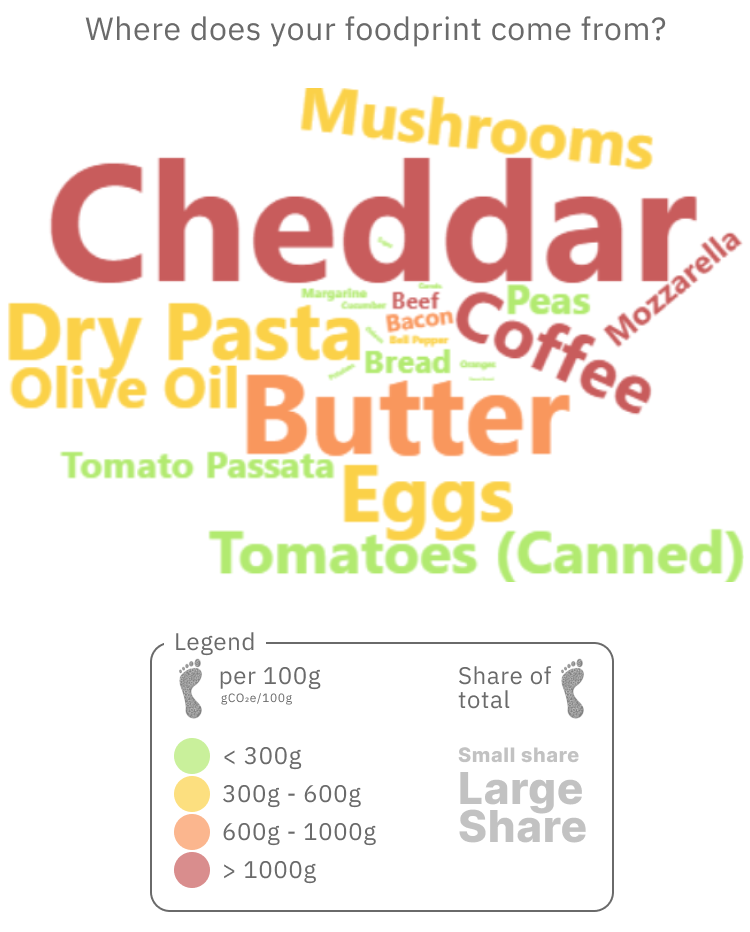 Where does your foodprint come from?
Mushrooms
Cheddar
Mozzarella
Margarine
Cucumber
Beef
Peas
Bacon
Coffee
Dry Pasta
Bell Pepper
Bread
Oranges
Olive Oil
Butter
Tomato Passata
Eggs
Tomatoes (Canned)
Legend
per 100g
gCO₂e/100g
Share of
total
< 300g
300g - 600g
600g - 1000g
> 1000g
Small share
Large
Share